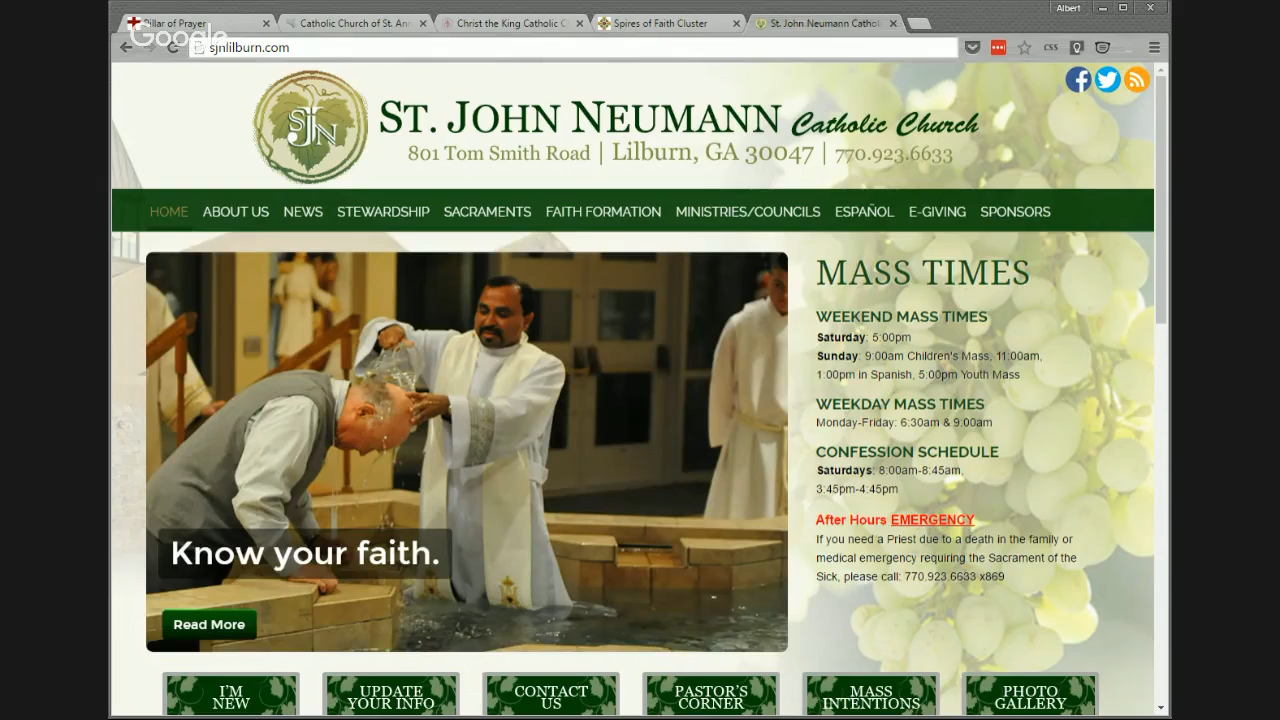 Albert
Pillar of Prayer
Catholic Church of St. Ann
Christ the King Catholic C
Spires of Faith Cluster
St. John Neumann Catholi
Google
sjnlilburn.com
CSS
SJN
ST. JOHN NEUMANN Catholic Church
801 Tom Smith Road | Lilburn, GA 30047 | 770.923.6633
HOME ABOUT US NEWS STEWARDSHIP SACRAMENTS FAITH FORMATION MINISTRIES/COUNCILS ESPAÑOL E-GIVING SPONSORS
MASS TIMES
WEEKEND MASS TIMES
Saturday: 5:00pm
Sunday: 9:00am Children's Mass, 11:00am,
1:00pm in Spanish, 5:00pm Youth Mass
WEEKDAY MASS TIMES
Monday-Friday: 6:30am & 9:00am
CONFESSION SCHEDULE
Saturdays: 8:00am-8:45am,
3:45pm-4:45pm
After Hours EMERGENCY
If you need a Priest due to a death in the family or
medical emergency requiring the Sacrament of the
Sick, please call: 770.923.6633 x869
Know your faith.
Read More
I'M
NEW
UPDATE
YOUR INFO
CONTACT
US
PASTOR'S
CORNER
MASS
INTENTIONS
PHOTO
GALLERY